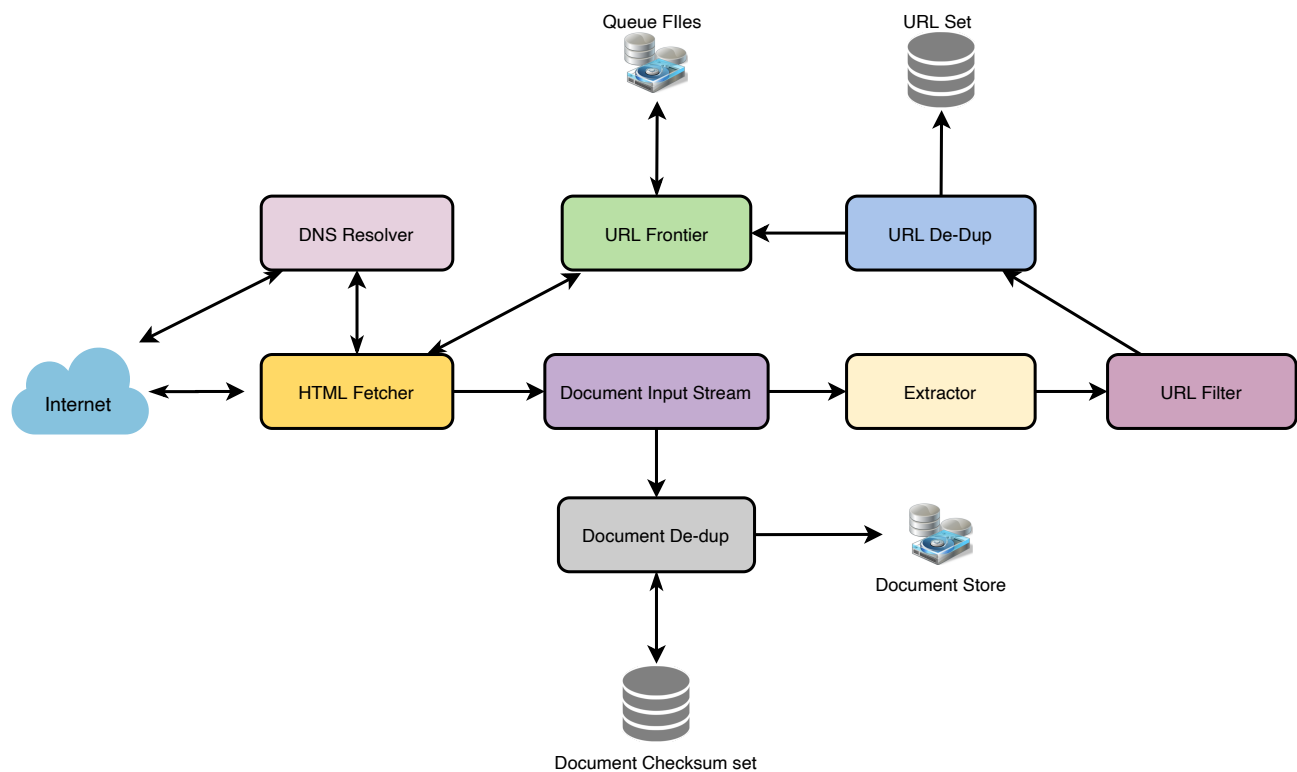 Queue FIles
URL Set
DNS Resolver
URL Frontier
URL De-Dup
Internet
HTML Fetcher
Document Input Stream
Extractor
URL Filter
Document De-dup
Document Store
Document Checksum set